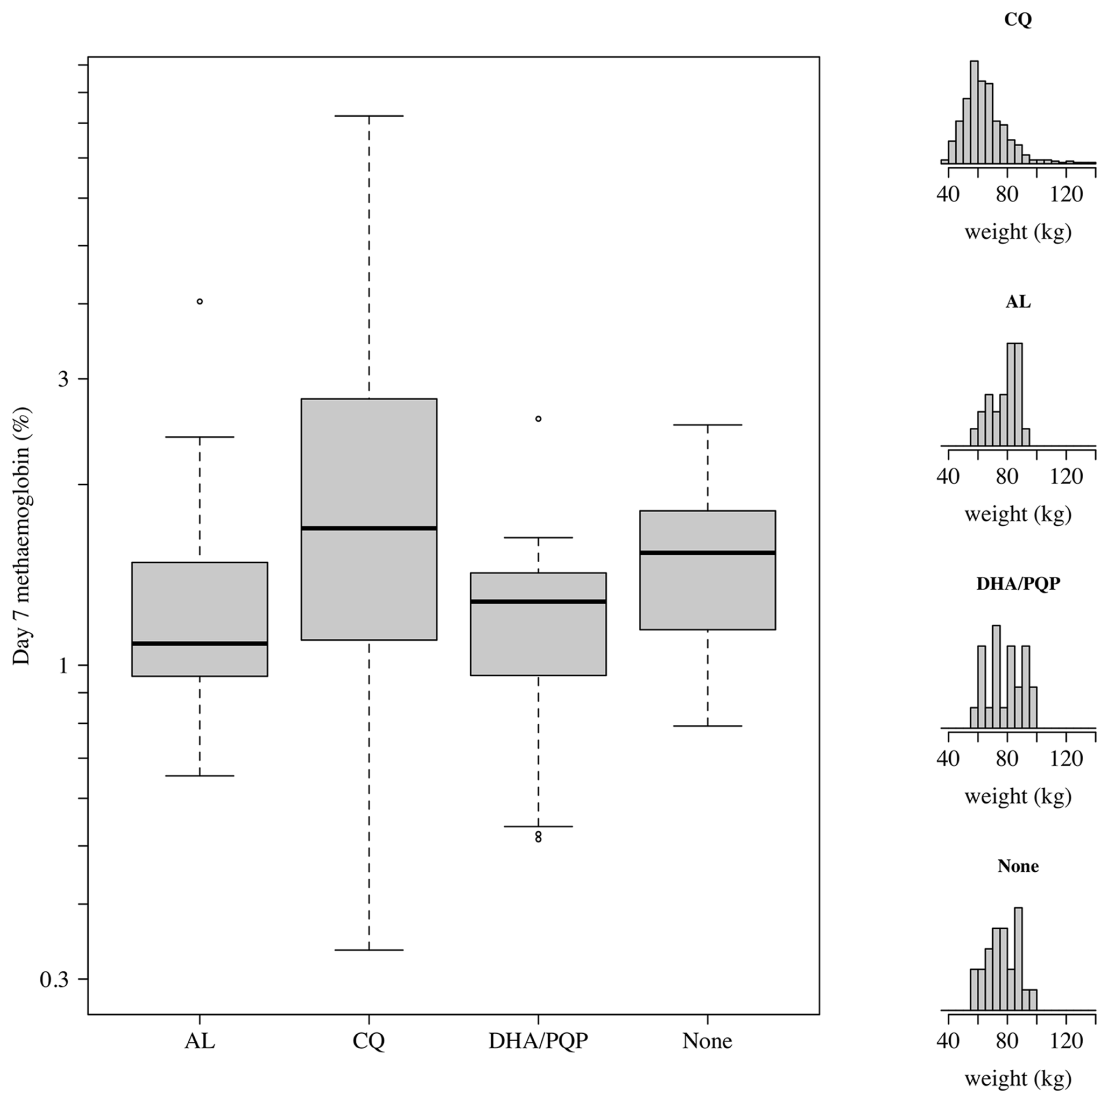 Day 7 methaemoglobin (%)
3
1
0.3
AL CQ DHA/PQP None
CQ
40 80 120
weight (kg)
AL
40 80 120
weight (kg)
DHA/PQP
40 80 120
weight (kg)
None
40 80 120
weight (kg)